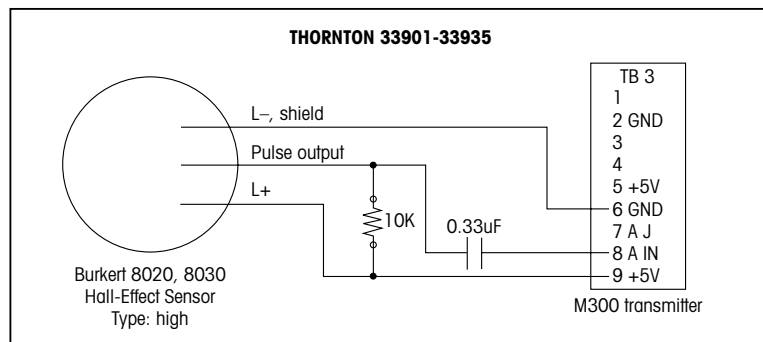 THORNTON 33901-33935
L–, shield
Pulse output
L+
10K
0.33uF
Burkert 8020, 8030
Hall-Effect Sensor
Type: high
TB 3
1
2 GND
3
4
5 +5V
6 GND
7 A J
8 A IN
9 +5V
M300 transmitter